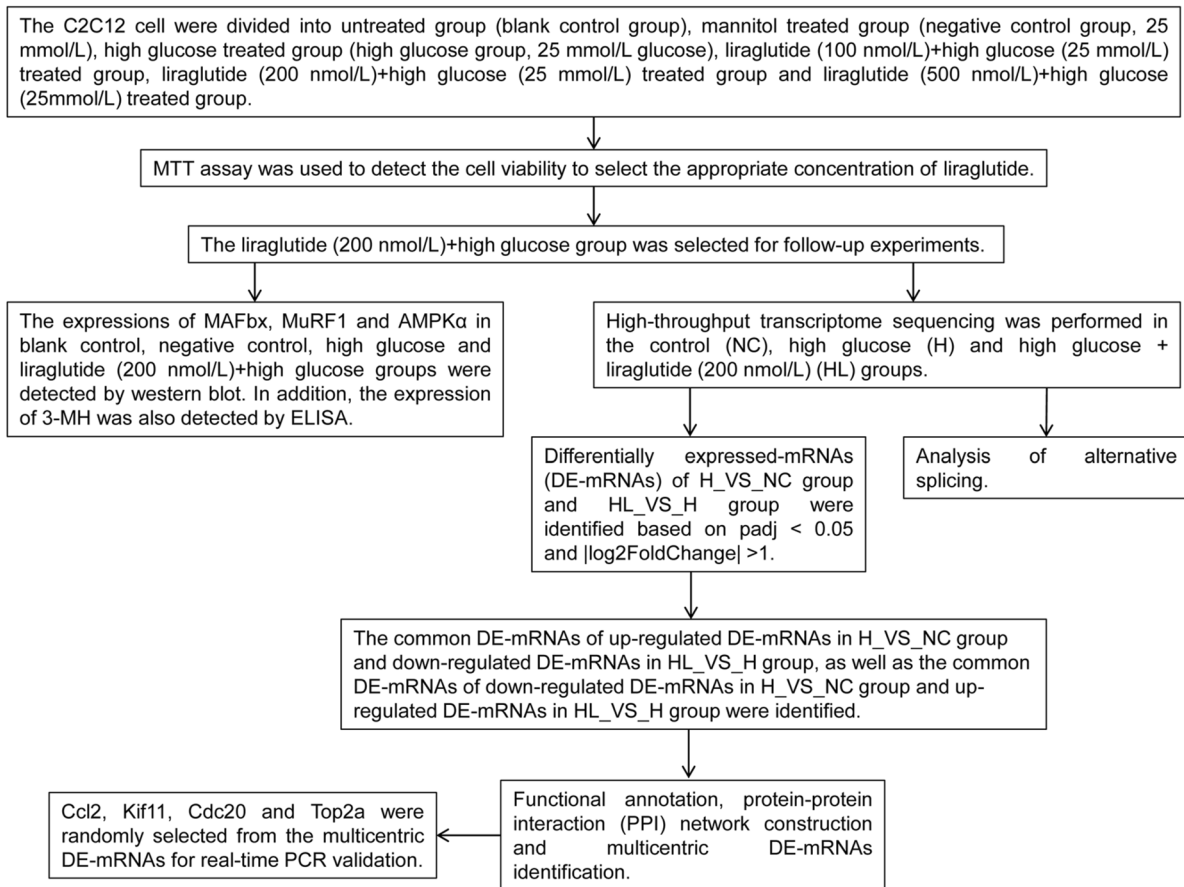 The C2C12 cell were divided into untreated group (blank control group), mannitol treated group (negative control group, 25
mmol/L), high glucose treated group (high glucose group, 25 mmol/L glucose), liraglutide (100 nmol/L)+high glucose (25 mmol/L)
treated group, liraglutide (200 nmol/L)+high glucose (25 mmol/L) treated group and liraglutide (500 nmol/L)+high glucose
(25mmol/L) treated group.
MTT assay was used to detect the cell viability to select the appropriate concentration of liraglutide.
The liraglutide (200 nmol/L)+high glucose group was selected for follow-up experiments.
The expressions of MAFbx, MuRF1 and AMPKα in
blank control, negative control, high glucose and
liraglutide (200 nmol/L)+high glucose groups were
detected by western blot. In addition, the expression
of 3-MH was also detected by ELISA.
High-throughput transcriptome sequencing was performed in
the control (NC), high glucose (H) and high glucose +
liraglutide (200 nmol/L) (HL) groups.
Differentially expressed-mRNAs
(DE-mRNAs) of H_VS_NC group
and HL_VS_H group were
identified based on padj < 0.05
and |log2FoldChange| >1.
Analysis of alternative
splicing.
The common DE-mRNAs of up-regulated DE-mRNAs in H_VS_NC group
and down-regulated DE-mRNAs in HL_VS_H group, as well as the common
DE-mRNAs of down-regulated DE-mRNAs in H_VS_NC group and up-
regulated DE-mRNAs in HL_VS_H group were identified.
Functional annotation, protein-protein
interaction (PPI) network construction
and multicentric DE-mRNAs
identification.
Ccl2, Kif11, Cdc20 and Top2a were
randomly selected from the multicentric
DE-mRNAs for real-time PCR validation.